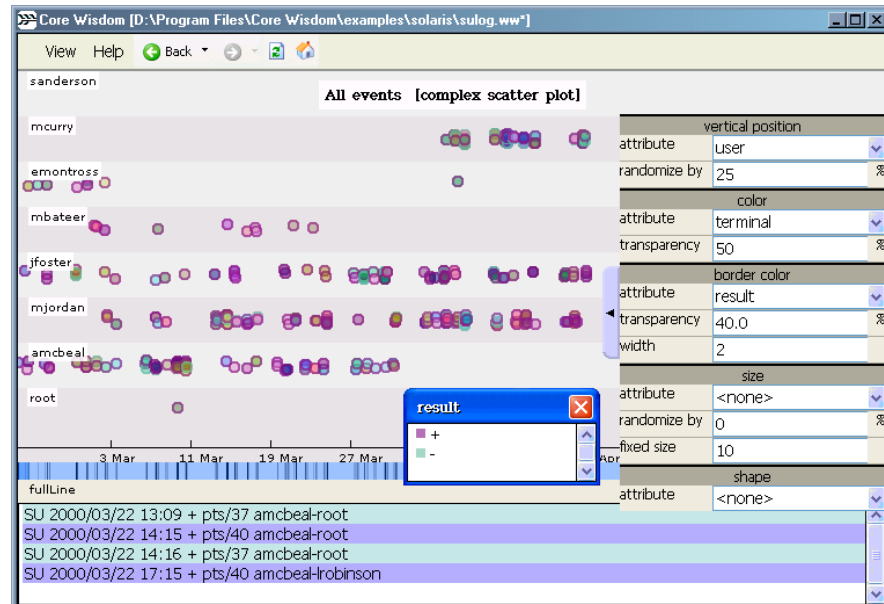 Core Wisdom [D:\Program Files\Core Wisdom\examples\solaris\sulog.ww*]
View Help Back
sanderson
All events [complex scatter plot]
mcurry
emontross
mbateer
jfoster
mjordan
amcbeal
root
3 Mar 11 Mar 19 Mar 27 Mar Apr
vertical position
attribute user
randomize by 25 %
color
attribute terminal
transparency 50 %
border color
attribute result
transparency 40.0 %
width 2
size
attribute <none>
randomize by 0 %
fixed size 10
shape
attribute <none>
result
+
-
fullLine
SU 2000/03/22 13:09 + pts/37 amcbeal-root
SU 2000/03/22 14:15 + pts/40 amcbeal-root
SU 2000/03/22 14:16 + pts/37 amcbeal-root
SU 2000/03/22 17:15 + pts/40 amcbeal-lrobinson